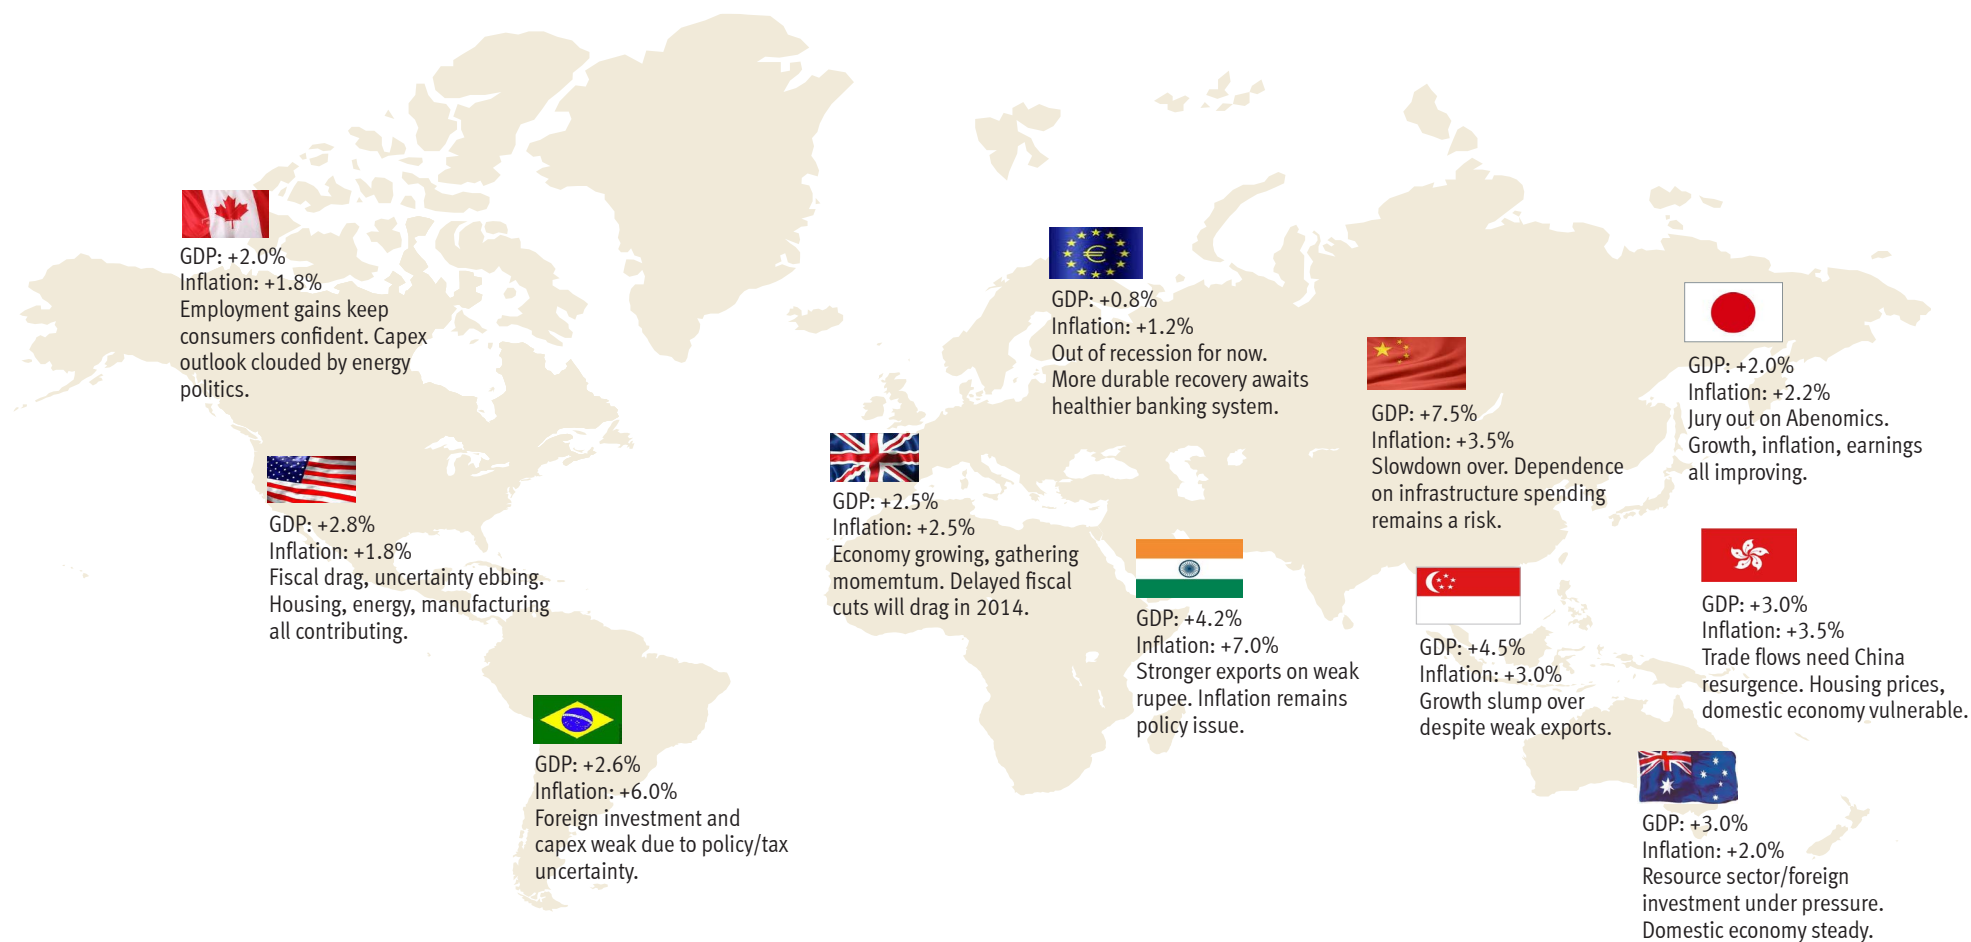 GDP: +2.0%
Inflation: +1.8%
Employment gains keep
consumers confident. Capex
outlook clouded by energy
politics.
GDP: +2.8%
Inflation: +1.8%
Fiscal drag, uncertainty ebbing.
Housing, energy, manufacturing
all contributing.
GDP: +2.6%
Inflation: +6.0%
Foreign investment and
capex weak due to policy/tax
uncertainty.
GDP: +0.8%
Inflation: +1.2%
Out of recession for now.
More durable recovery awaits
healthier banking system.
GDP: +2.5%
Inflation: +2.5%
Economy growing, gathering
momemtum. Delayed fiscal
cuts will drag in 2014.
GDP: +4.2%
Inflation: +7.0%
Stronger exports on weak
rupee. Inflation remains
policy issue.
GDP: +7.5%
Inflation: +3.5%
Slowdown over. Dependence
on infrastructure spending
remains a risk.
GDP: +4.5%
Inflation: +3.0%
Growth slump over
despite weak exports.
GDP: +2.0%
Inflation: +2.2%
Jury out on Abenomics.
Growth, inflation, earnings
all improving.
GDP: +3.0%
Inflation: +3.5%
Trade flows need China
resurgence. Housing prices,
domestic economy vulnerable.
GDP: +3.0%
Inflation: +2.0%
Resource sector/foreign
investment under pressure.
Domestic economy steady.